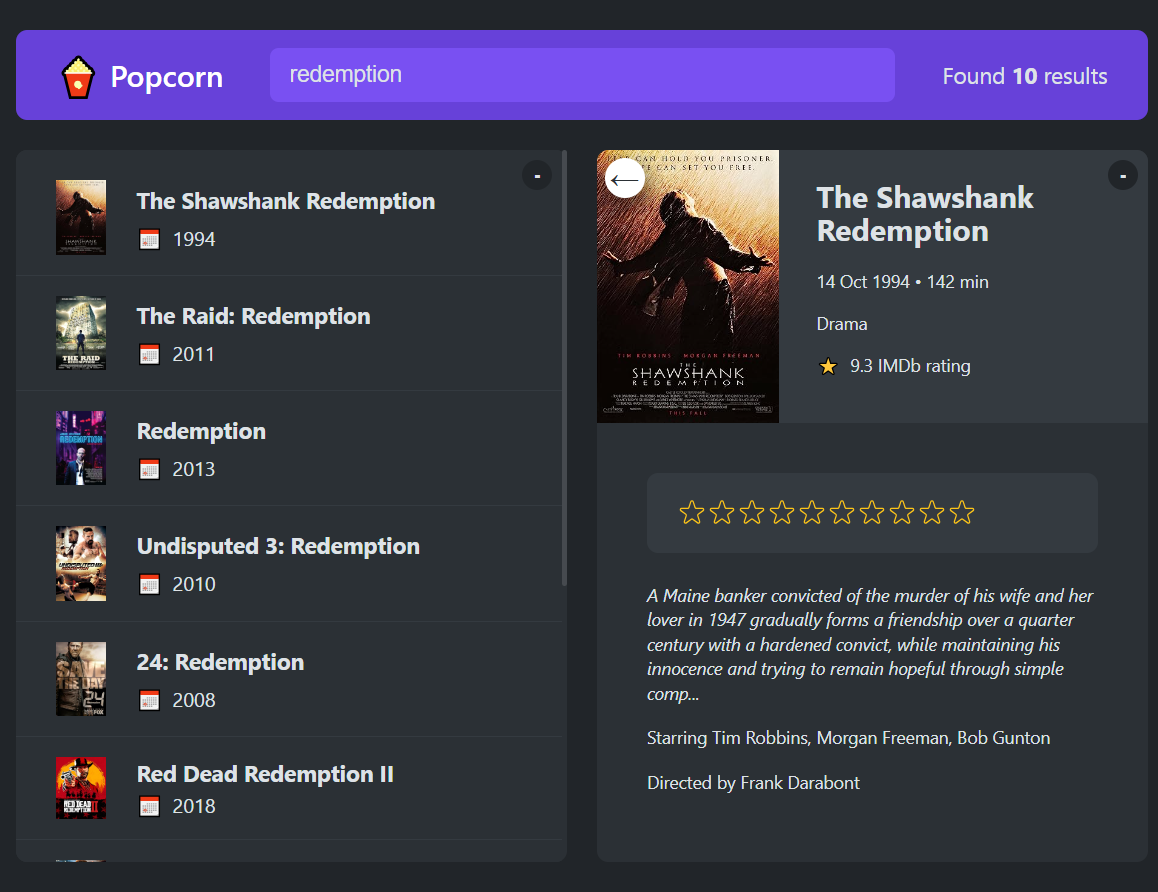 Popcorn
redemption
Found 10 results
-
The Shawshank Redemption
1994
THE RAID
The Raid: Redemption
2011
REDEMPTION
Redemption
2013
Undisputed 3: Redemption
2010
24: Redemption
2008
RED DEAD
Red Dead Redemption II
2018
CAN HOLD YOU PRISONER.
CAN SET YOU FREE.
←
TIM ROBBINS MORGAN FREEMAN
THE
SHAWSHANK
REDEMPTION
THIS FALL
-
The Shawshank
Redemption
14 Oct 1994 • 142 min
Drama
9.3 IMDb rating
A Maine banker convicted of the murder of his wife and her
lover in 1947 gradually forms a friendship over a quarter
century with a hardened convict, while maintaining his
innocence and trying to remain hopeful through simple
comp...
Starring Tim Robbins, Morgan Freeman, Bob Gunton
Directed by Frank Darabont